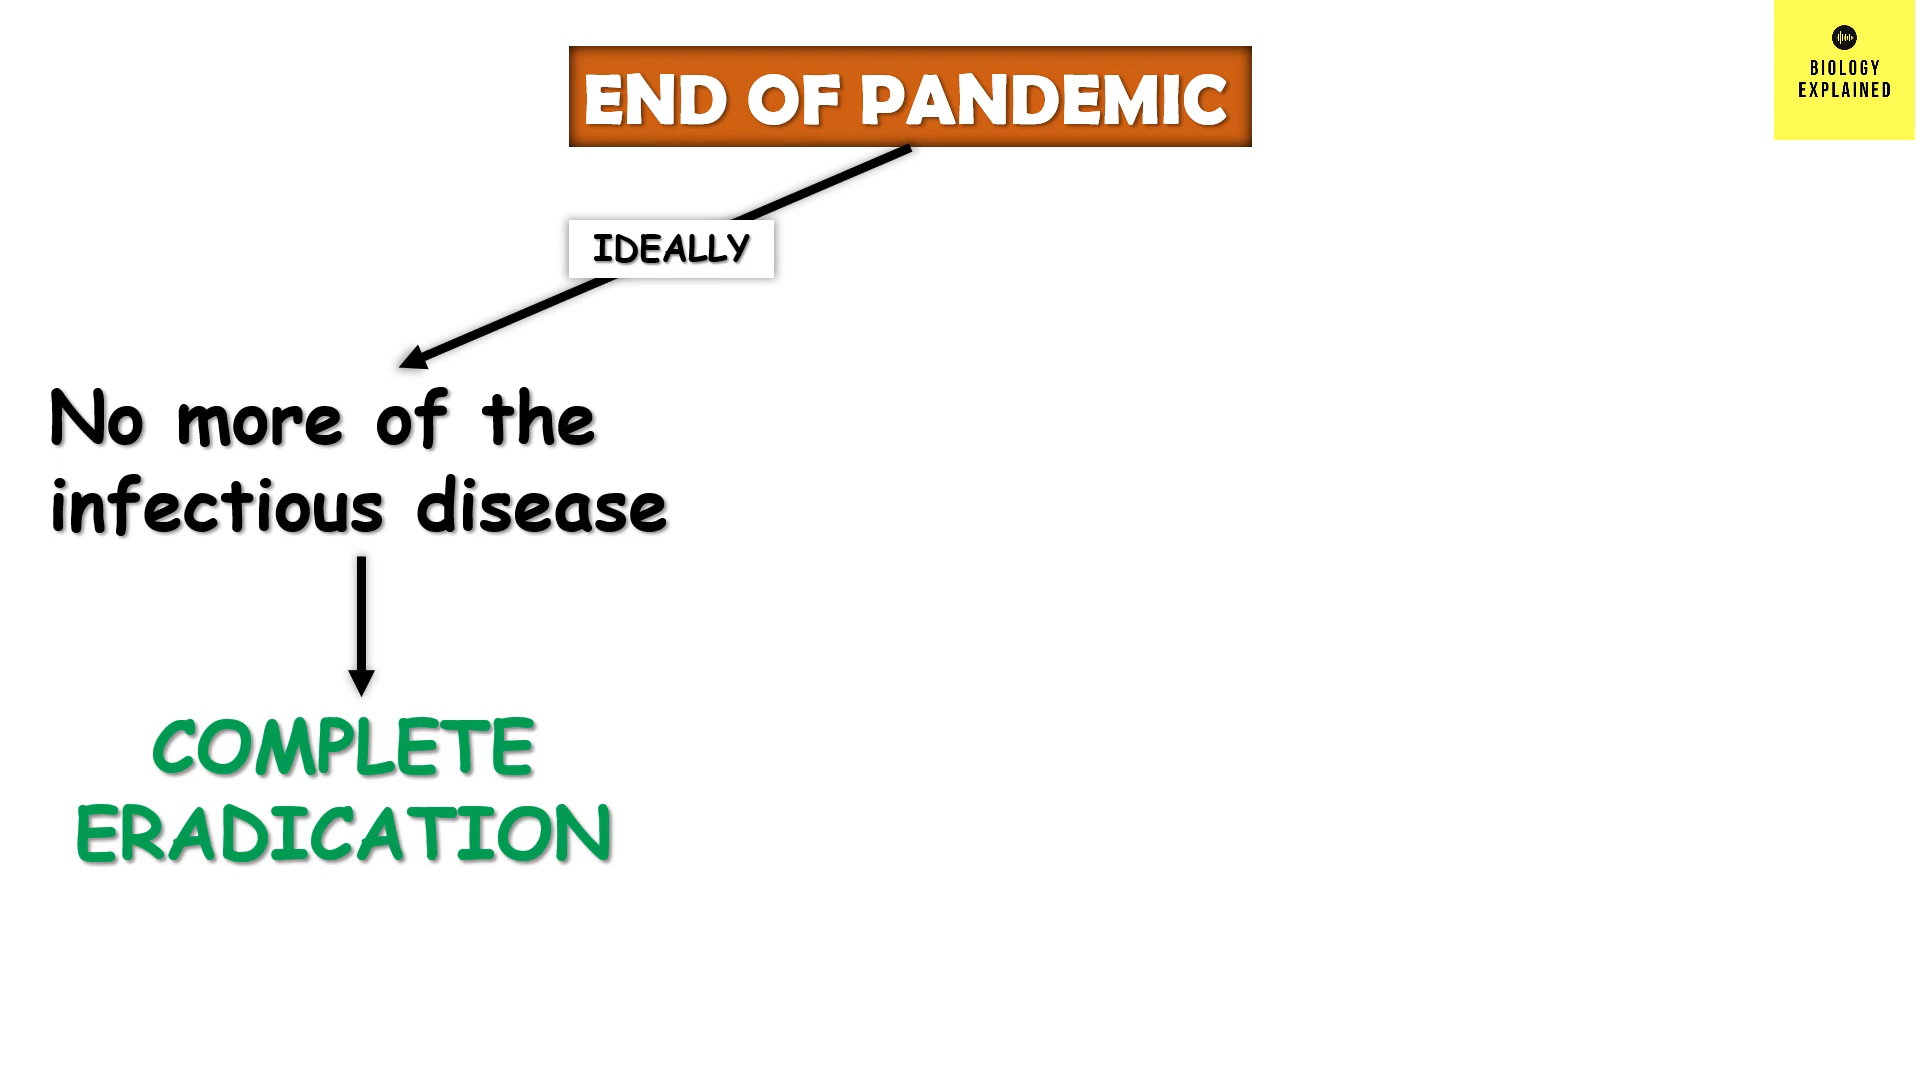 END OF PANDEMIC
BIOLOGY
EXPLAINED
IDEALLY
No more of the
infectious disease
COMPLETE
ERADICATION